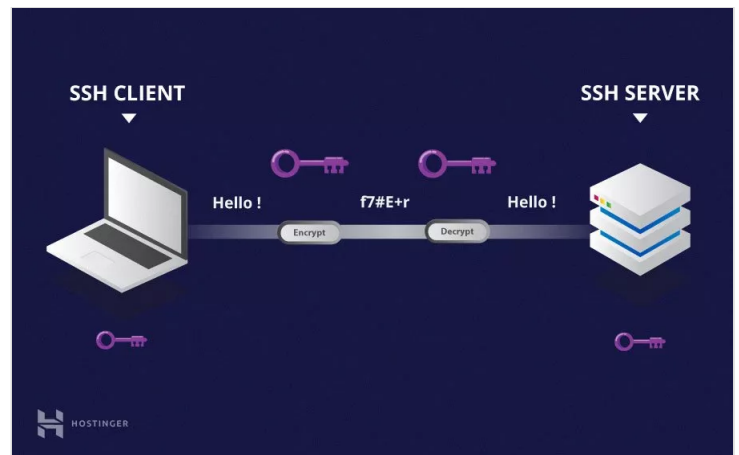 SSH CLIENT
SSH SERVER
Hello !
f7#E+r
Hello !
Encrypt
Decrypt
HOSTINGER